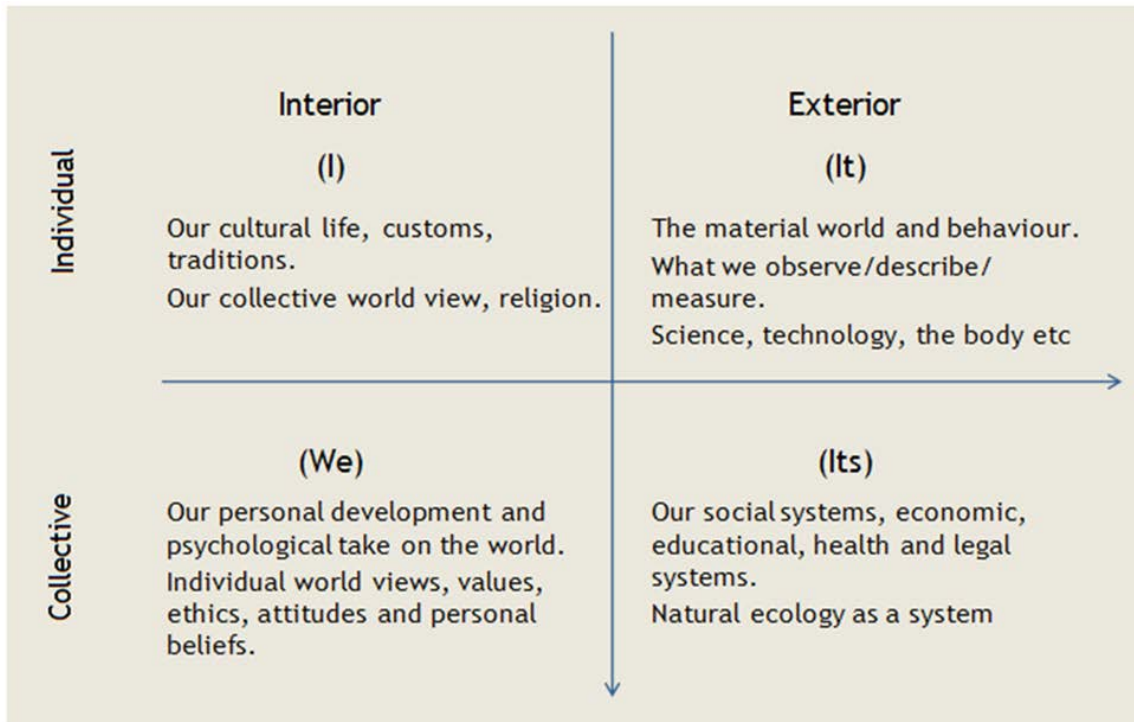 Interior
Exterior
Individual
(I)
Our cultural life, customs,
traditions.
Our collective world view, religion.
(It)
The material world and behaviour.
What we observe/describe/
measure.
Science, technology, the body etc
Collective
(We)
Our personal development and
psychological take on the world.
Individual world views, values,
ethics, attitudes and personal
beliefs.
(Its)
Our social systems, economic,
educational, health and legal
systems.
Natural ecology as a system